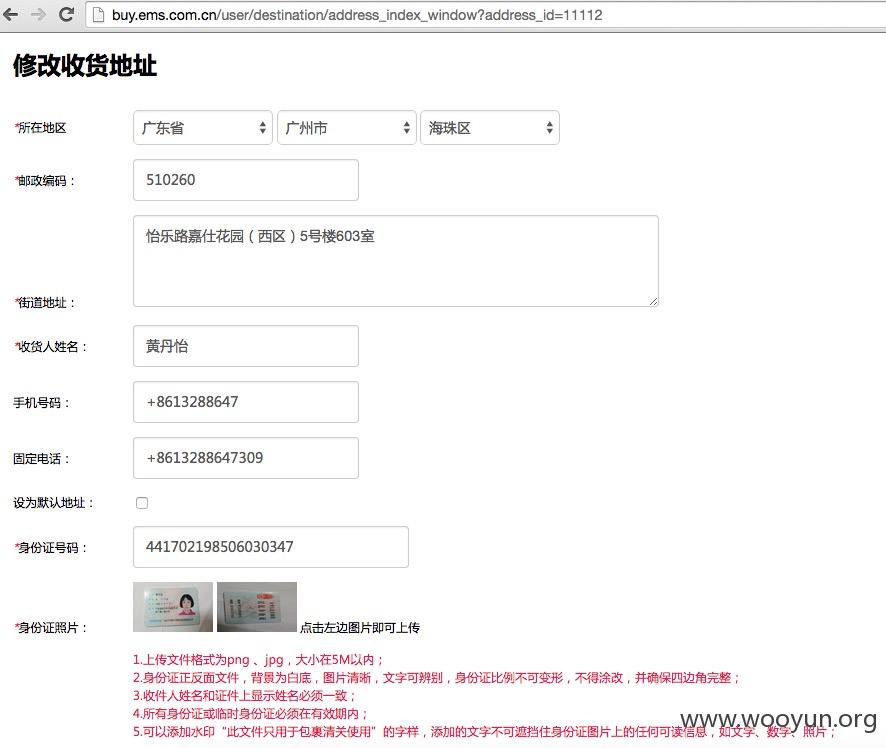 buy.ems.com.cn/user/destination/address_index_window?address_id=11112
修改收货地址
*所在地区 广东省 广州市 海珠区
*邮政编码： 510260
怡乐路嘉仕花园（西区）5号楼603室
*街道地址：
*收货人姓名： 黄丹怡
手机号码： +8613288647
固定电话： +8613288647309
设为默认地址：
*身份证号码： 441702198506030347
*身份证照片： 点击左边图片即可上传
1.上传文件格式为png 、jpg，大小在5M以内；
2.身份证正反面文件，背景为白底，图片清晰，文字可辨别，身份证比例不可变形，不得涂改，并确保四边角完整；
3.收件人姓名和证件上显示姓名必须一致；
4.所有身份证或临时身份证必须在有效期内；
5.可以添加水印“此文件只用于包裹清关使用”的字样，添加的文字不可遮挡住身份证图片上的任何可读信息，如文字、数字、照片；
www.wooyun.org